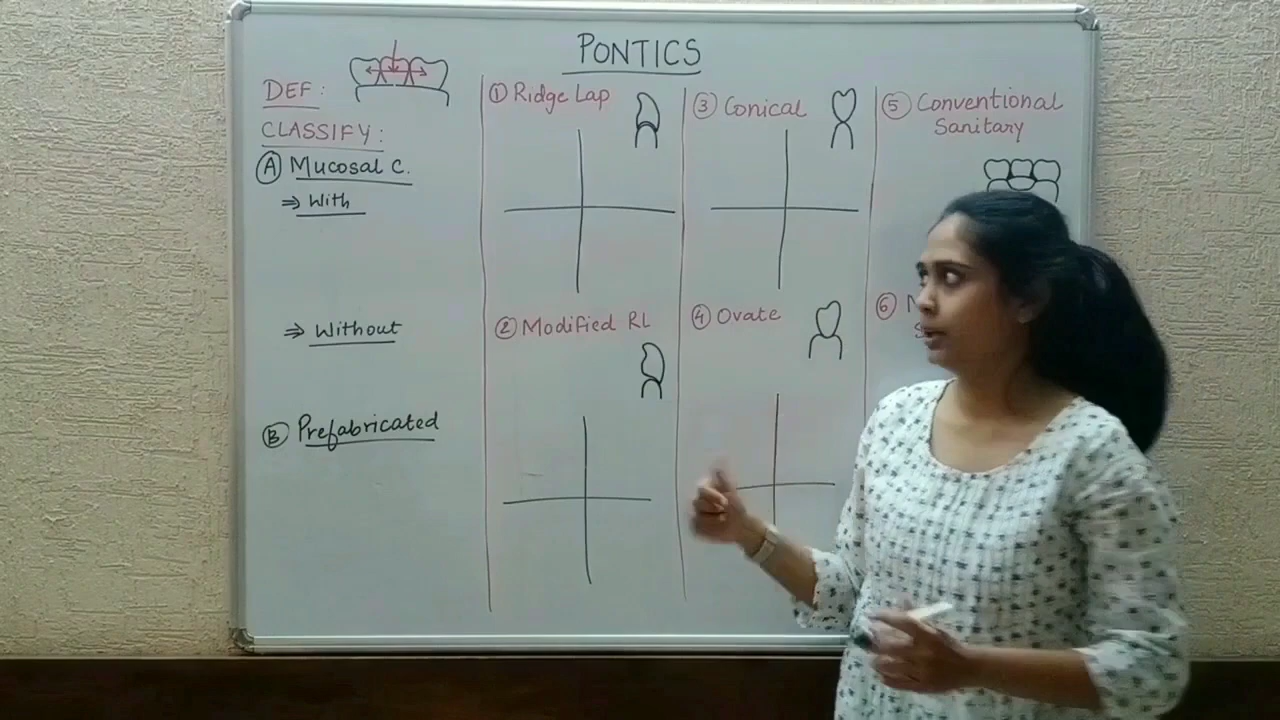 PONTICS
DEF:
CLASSIFY:
Ⓐ Mucosal C.
⇒ With
⇒ Without
Ⓑ Prefabricated
① Ridge Lap
② Modified RL
③ Conical
④ Ovate
⑤ Conventional
Sanitary
⑥